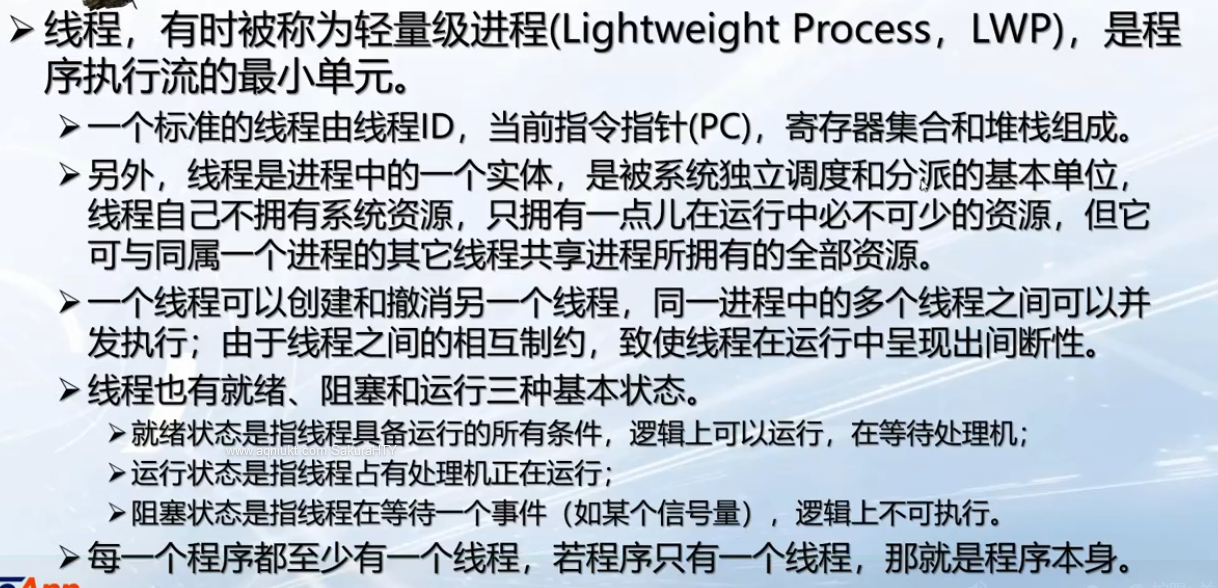 线程，有时被称为轻量级进程(Lightweight Process，LWP)，是程
序执行流的最小单元。
一个标准的线程由线程ID，当前指令指针(PC)，寄存器集合和堆栈组成。
另外，线程是进程中的一个实体，是被系统独立调度和分派的基本单位，
线程自己不拥有系统资源，只拥有一点儿在运行中必不可少的资源，但它
可与同属一个进程的其它线程共享进程所拥有的全部资源。
一个线程可以创建和撤消另一个线程，同一进程中的多个线程之间可以并
发执行；由于线程之间的相互制约，致使线程在运行中呈现出间断性。
线程也有就绪、阻塞和运行三种基本状态。
就绪状态是指线程具备运行的所有条件，逻辑上可以运行，在等待处理机；
www.aqniukt.com SakuraHTY
运行状态是指线程占有处理机正在运行；
阻塞状态是指线程在等待一个事件（如某个信号量），逻辑上不可执行。
每一个程序都至少有一个线程，若程序只有一个线程，那就是程序本身。